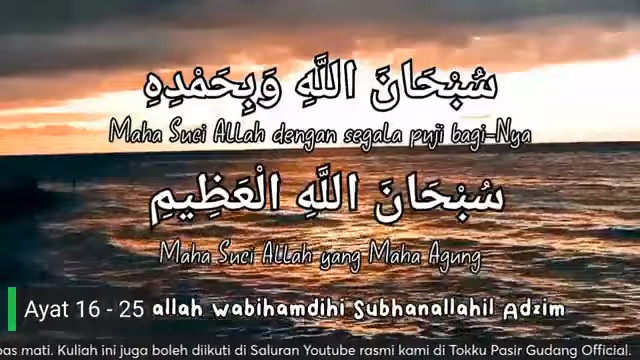 سُبْحَانَ اللَّهِ وَبِحَمْدِهِ
Maha Suci Allah dengan segala puji bagi-Nya
سُبْحَانَ اللَّهِ الْعَظِيمِ
Maha Suci Allah yang Maha Agung
Ayat 16 - 25 allah wabihamdihi Subhanallahil Adzim
mati. Kuliah ini juga boleh diikuti di Saluran Youtube rasmi kami di Tokku Pasir Gudang Official